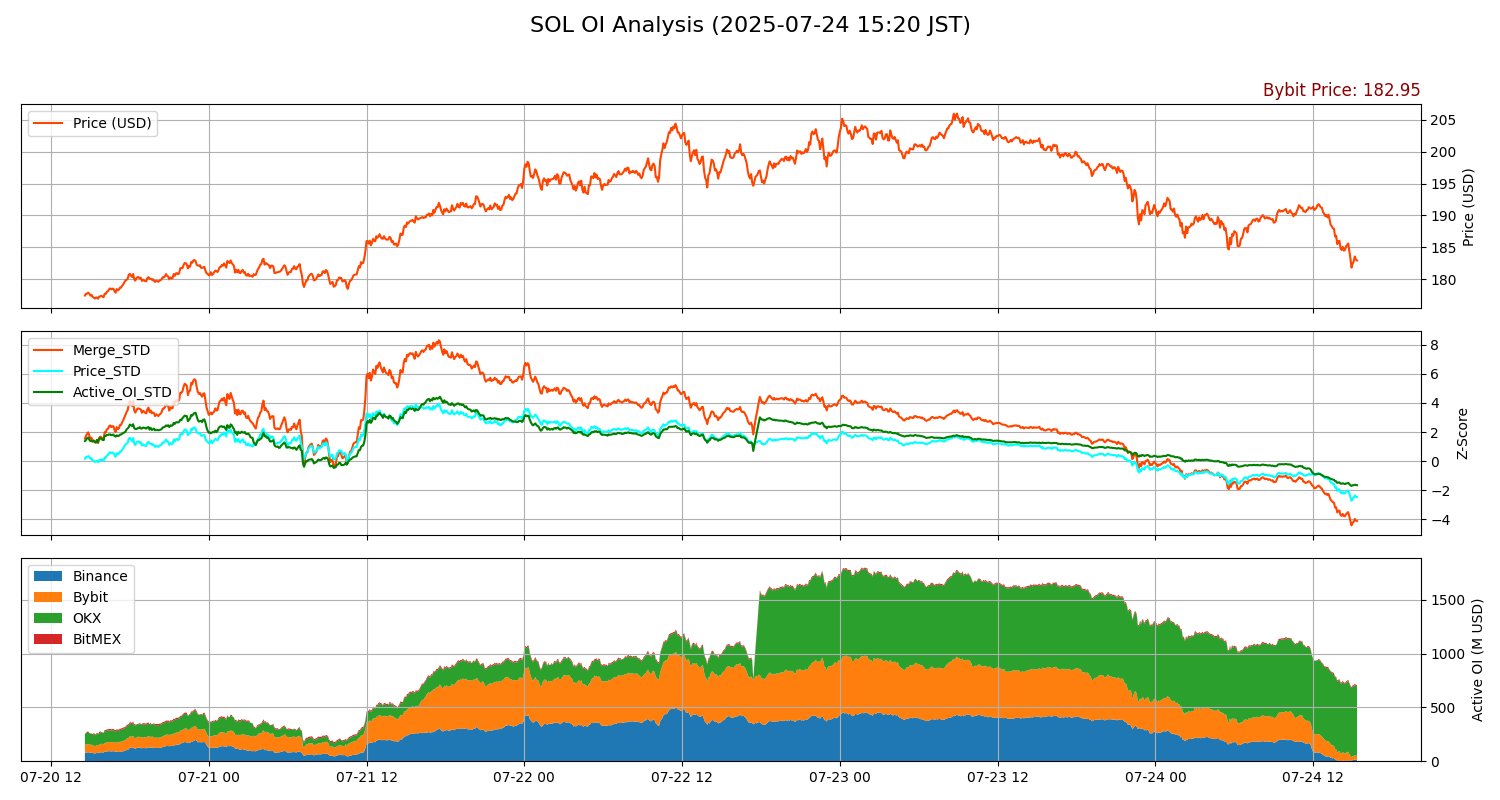 SOL OI Analysis (2025-07-24 15:20 JST)
Bybit Price: 182.95
Price (USD)
205
200
195
190
185
180
Price (USD)
Merge_STD
Price_STD
Active_OI_STD
8
6
4
2
0
−2
−4
Z-Score
Binance
Bybit
OKX
BitMEX
1500
1000
500
0
Active OI (M USD)
07-20 12
07-21 00
07-21 12
07-22 00
07-22 12
07-23 00
07-23 12
07-24 00
07-24 12